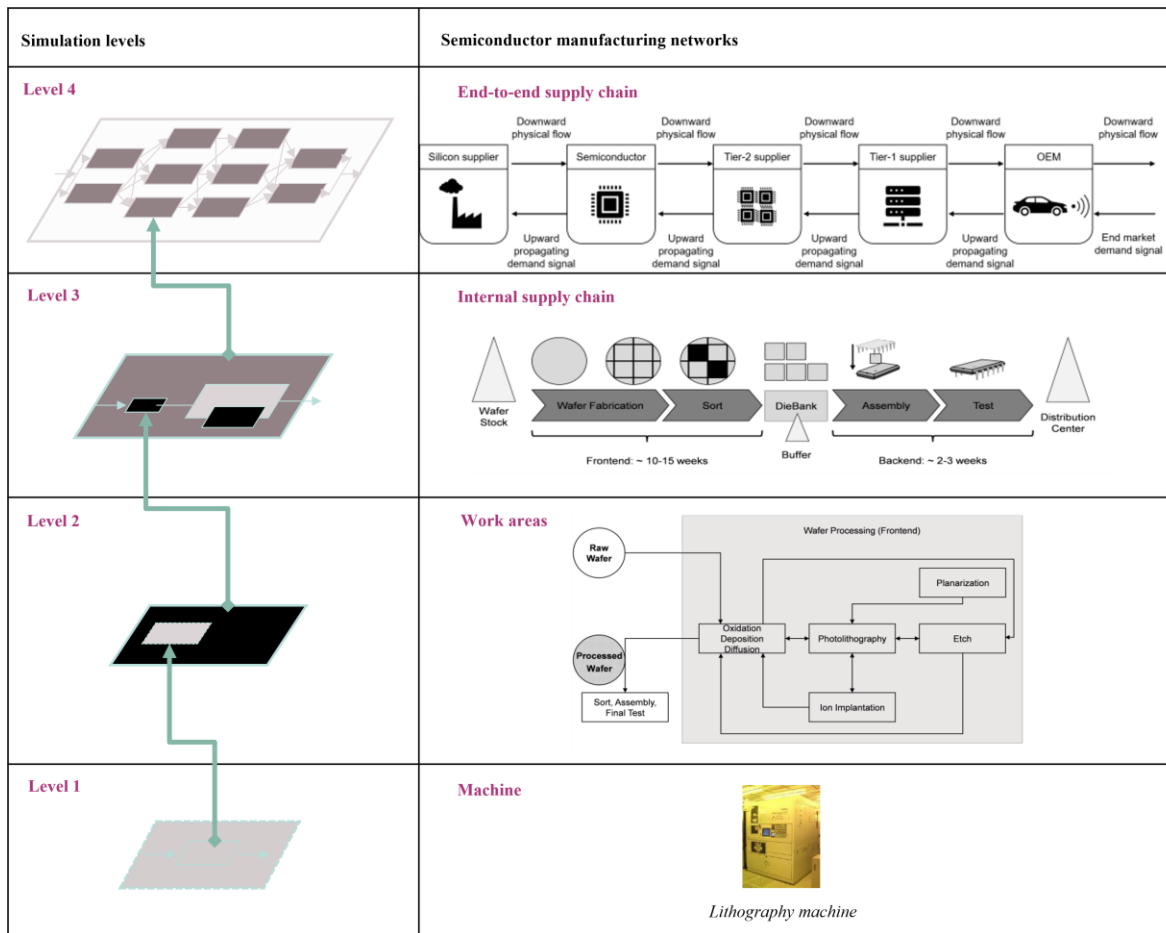 Simulation levels
Semiconductor manufacturing networks
Level 4
End-to-end supply chain
Downward
physical flow
Downward
physical flow
Downward
physical flow
Downward
physical flow
Downward
physical flow
Silicon supplier
Semiconductor
Tier-2 supplier
Tier-1 supplier
OEM
Upward
propagating
demand signal
Upward
propagating
demand signal
Upward
propagating
demand signal
Upward
propagating
demand signal
End market
demand signal
Level 3
Internal supply chain
Wafer
Stock
Wafer Fabrication
Sort
DieBank
Assembly
Test
Distribution
Center
Buffer
Frontend: ~ 10-15 weeks
Backend: ~ 2-3 weeks
Level 2
Work areas
Wafer Processing (Frontend)
Raw
Wafer
Planarization
Oxidation
Deposition
Diffusion
Photolithography
Etch
Processed
Wafer
Sort, Assembly,
Final Test
Ion Implantation
Level 1
Machine
Lithography machine